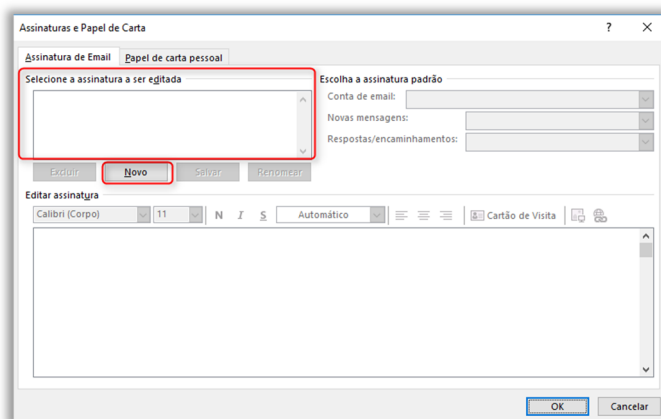 Assinaturas e Papel de Carta ? X
Assinatura de Email Papel de carta pessoal
Selecione a assinatura a ser editada
Escolha a assinatura padrão
Conta de email:
Novas mensagens:
Respostas/encaminhamentos:
Excluir Novo Salvar Renomear
Editar assinatura
Calibri (Corpo) 11 N I S Automático Cartão de Visita
OK Cancelar